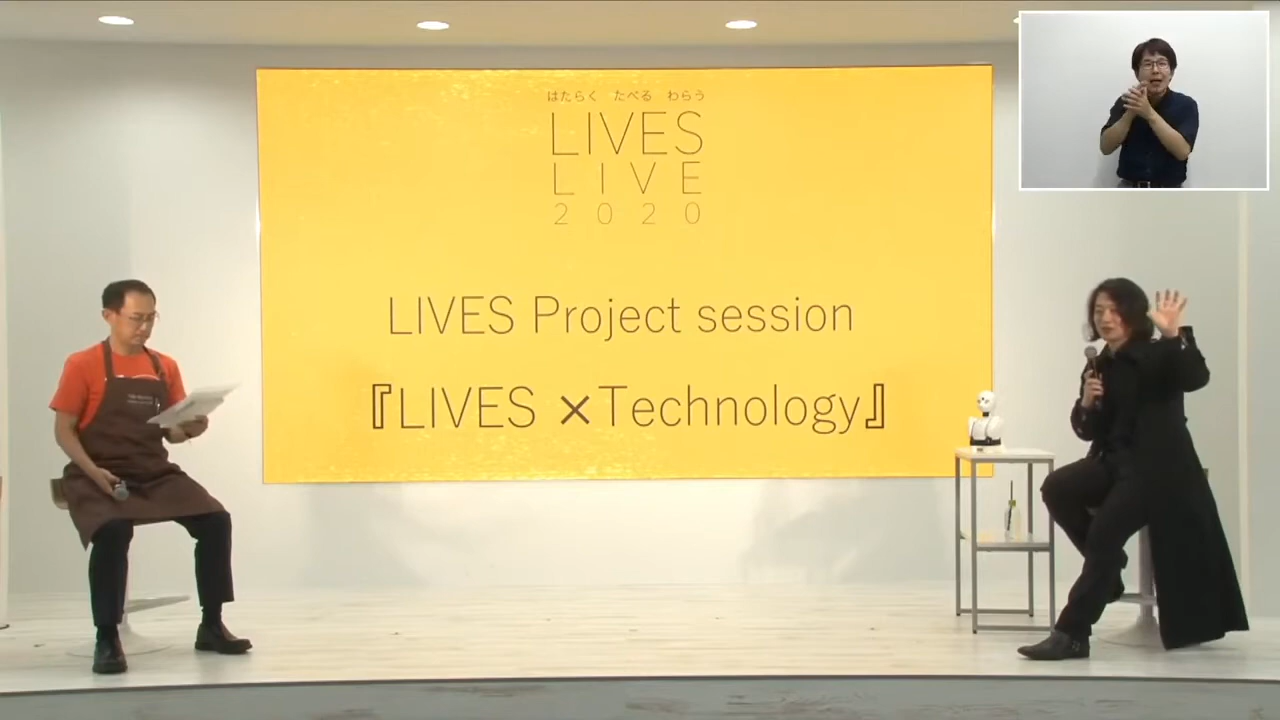 はたらく　たべる　わらう
LIVES
LIVE
2020
LIVES Project session
『LIVES ×Technology』